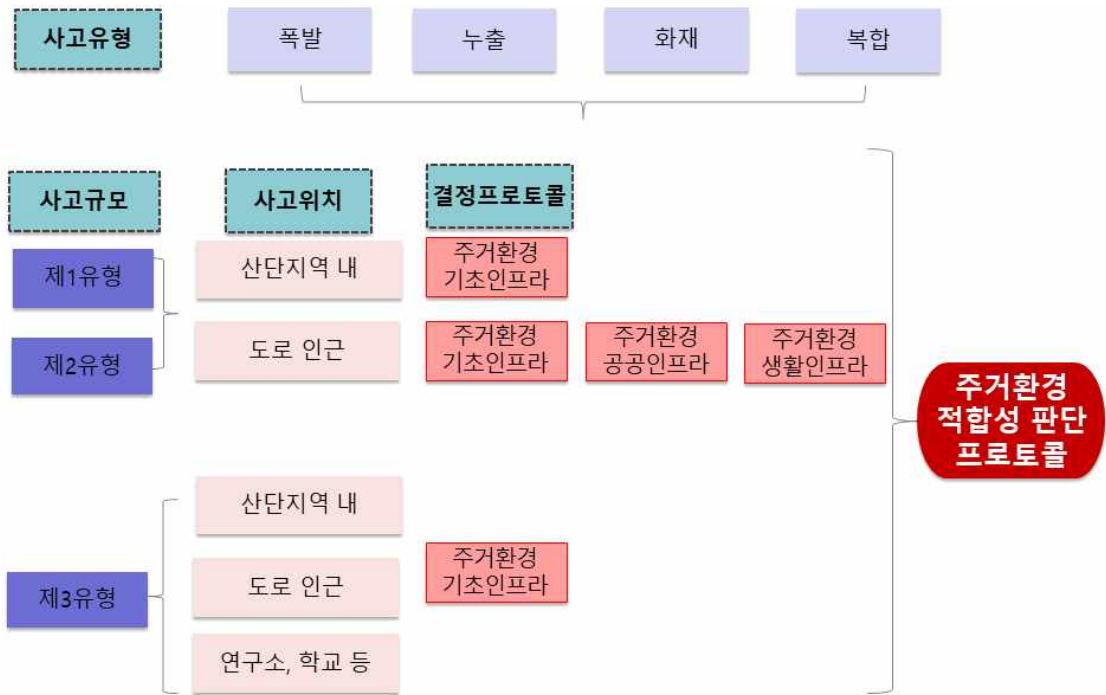 사고유형
폭발
누출
화재
복합
사고규모
사고위치
결정프로토콜
제1유형
산단지역 내
주거환경
기초인프라
제2유형
도로 인근
주거환경
기초인프라
주거환경
공공인프라
주거환경
생활인프라
주거환경
적합성 판단
프로토콜
제3유형
산단지역 내
도로 인근
연구소, 학교 등
주거환경
기초인프라